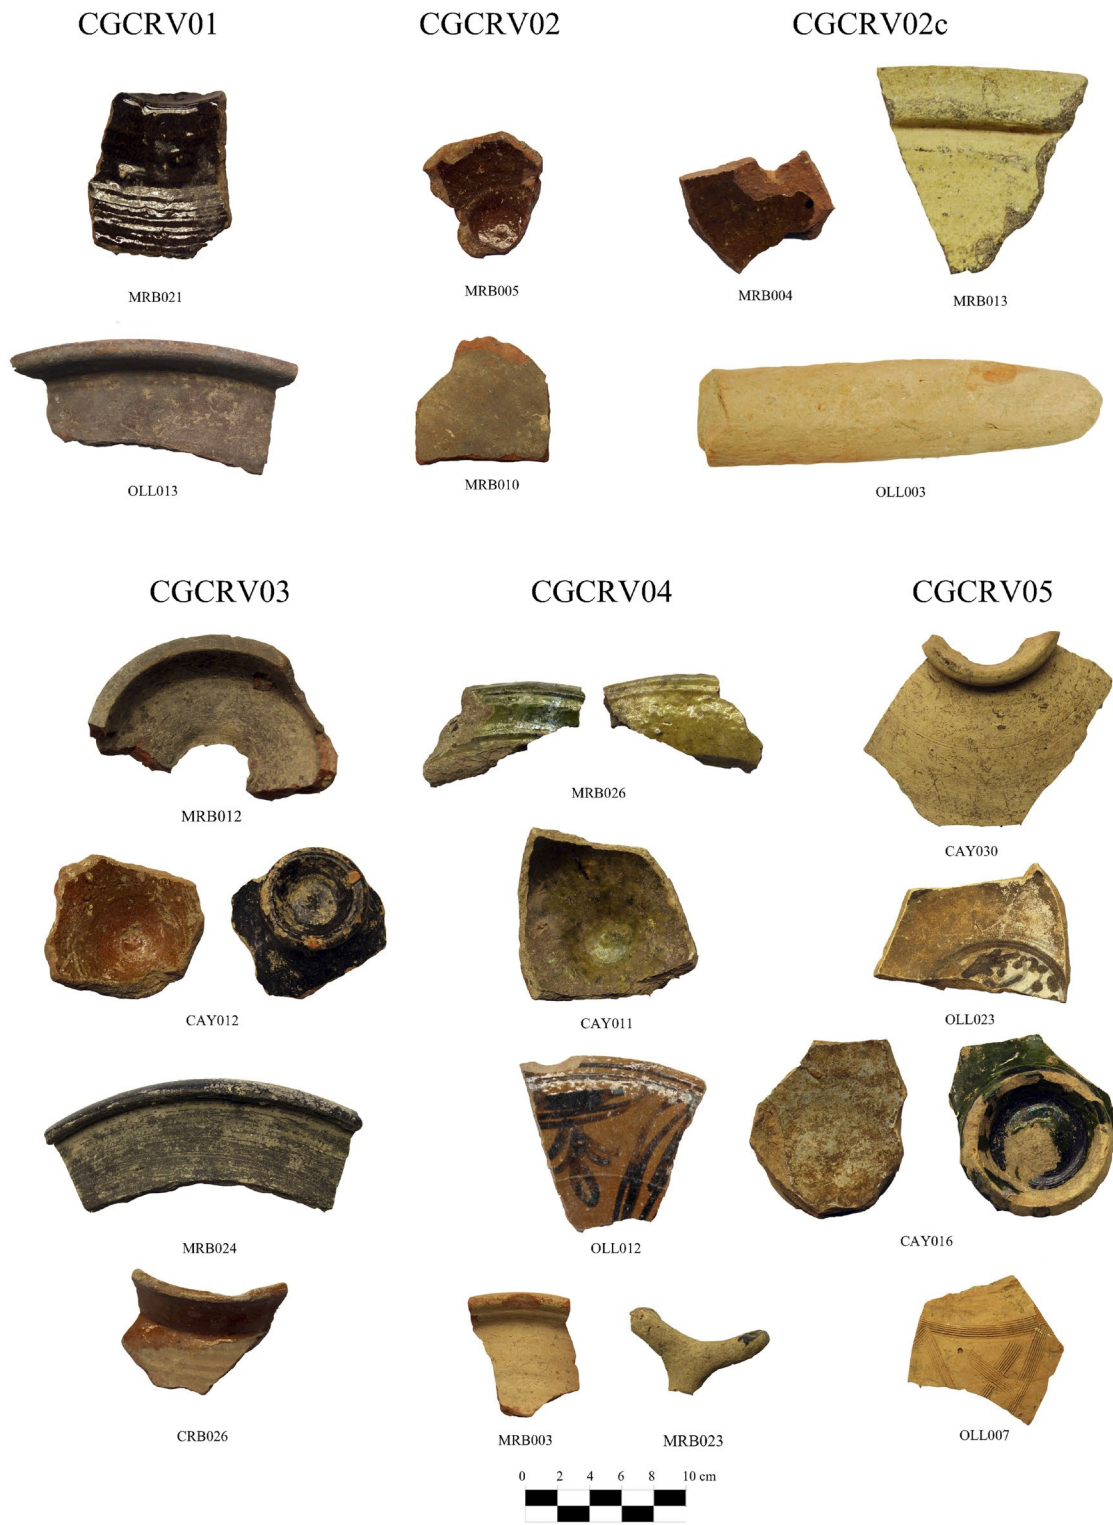 CGCRV01 CGCRV02 CGCRV02c
MRB021 MRB005 MRB004 MRB013
OLL013 MRB010 OLL003
CGCRV03 CGCRV04 CGCRV05
MRB012 MRB026 CAY030
CAY012 CAY011 OLL023
MRB024 OLL012 CAY016
CRB026 MRB003 MRB023 OLL007
0 2 4 6 8 10 cm